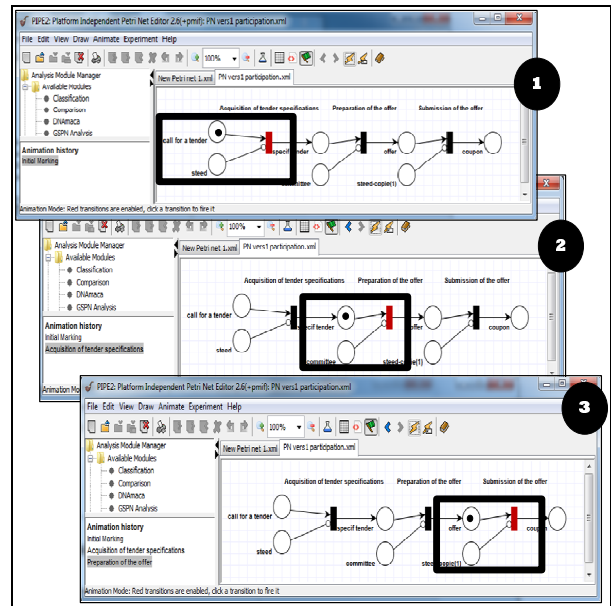 PIPE2: Platform Independent Petri Net Editor 2.6(+pmif): PN vers1 participation.xml
File Edit View Draw Animate Experiment Help
100%
Analysis Module Manager
Available Modules
Classification
Comparison
DNAmaca
GSPN Analysis
Animation history
Initial Marking
New Petri net 1.xml PN vers1 participation.xml
Acquisition of tender specifications Preparation of the offer Submission of the offer
call for a tender
specif tender offer coupon
steed
committee steed-copie(1)
Animation Mode: Red transitions are enabled, click a transition to fire it
1
100%
Analysis Module Manager
Available Modules
Classification
Comparison
DNAmaca
GSPN Analysis
Animation history
Initial Marking
Acquisition of tender specifications
Animation Mo
New Petri net 1.xml PN vers1 participation.xml
Acquisition of tender specifications Preparation of the offer Submission of the offer
call for a tender
specif tender offer coupon
steed
committee steed-copie(1)
2
PIPE2: Platform Independent Petri Net Editor 2.6(+pmif): PN vers1 participation.xml
File Edit View Draw Animate Experiment Help
100%
Analysis Module Manager
Available Modules
Classification
Comparison
DNAmaca
GSPN Analysis
Animation history
Initial Marking
Acquisition of tender specifications
Preparation of the offer
New Petri net 1.xml PN vers1 participation.xml
Acquisition of tender specifications Preparation of the offer Submission of the offer
call for a tender
specif tender offer coupon
steed
committee steed-copie(1)
Animation Mode: Red transitions are enabled, click a transition to fire it
3